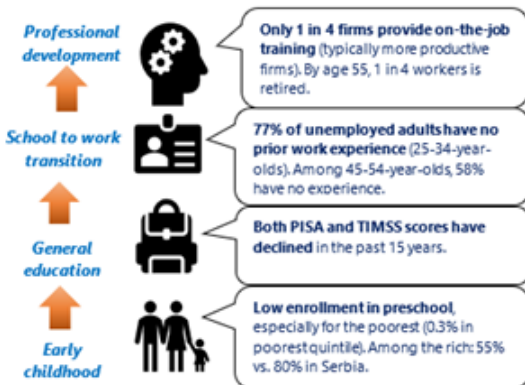 Professional
development
Only 1 in 4 firms provide on-the-job
training (typically more productive
firms). By age 55, 1 in 4 workers is
retired.
School to work
transition
77% of unemployed adults have no
prior work experience (25-34-year-
olds). Among 45-54-year-olds, 58%
have no experience.
General
education
Both PISA and TIMSS scores have
declined in the past 15 years.
Early
childhood
Low enrollment in preschool,
especially for the poorest (0.3% in
poorest quintile). Among the rich: 55%
vs. 80% in Serbia.